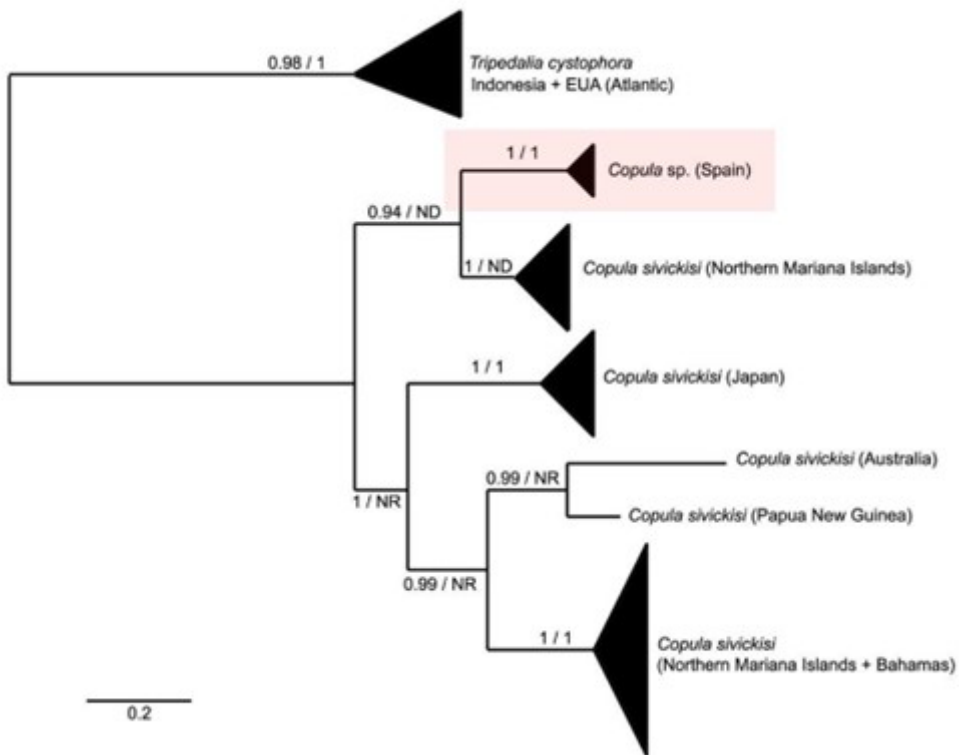 0.98 / 1
Tripedalia cystophora
Indonesia + EUA (Atlantic)
1 / 1
Copula sp. (Spain)
0.94 / ND
1 / ND
Copula sivickisi (Northern Mariana Islands)
1 / 1
Copula sivickisi (Japan)
Copula sivickisi (Australia)
0.99 / NR
1 / NR
Copula sivickisi (Papua New Guinea)
0.99 / NR
1 / 1
Copula sivickisi
(Northern Mariana Islands + Bahamas)
0.2